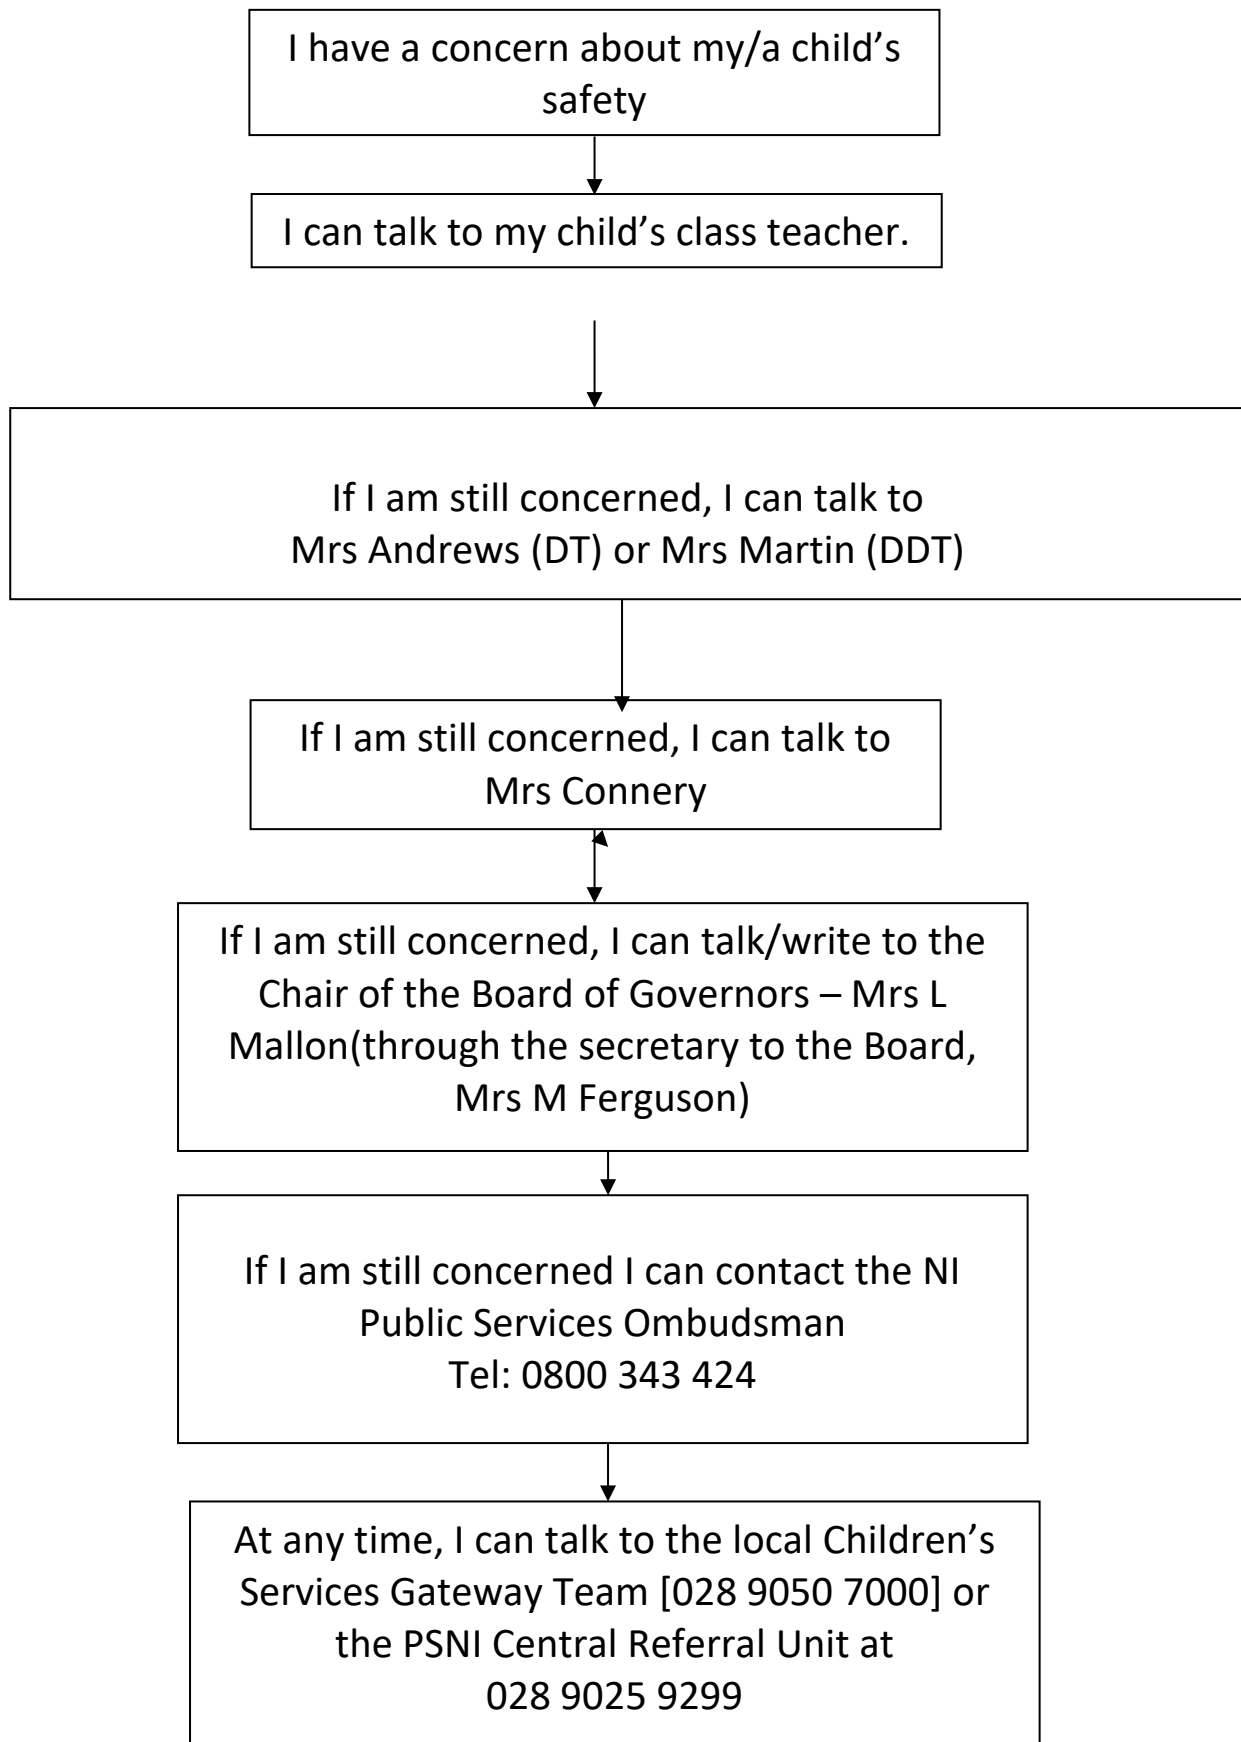 I have a concern about my/a child’s
safety
I can talk to my child’s class teacher.
If I am still concerned, I can talk to
Mrs Andrews (DT) or Mrs Martin (DDT)
If I am still concerned, I can talk to
Mrs Connery
If I am still concerned, I can talk/write to the
Chair of the Board of Governors – Mrs L
Mallon(through the secretary to the Board,
Mrs M Ferguson)
If I am still concerned I can contact the NI
Public Services Ombudsman
Tel: 0800 343 424
At any time, I can talk to the local Children’s
Services Gateway Team [028 9050 7000] or
the PSNI Central Referral Unit at
028 9025 9299